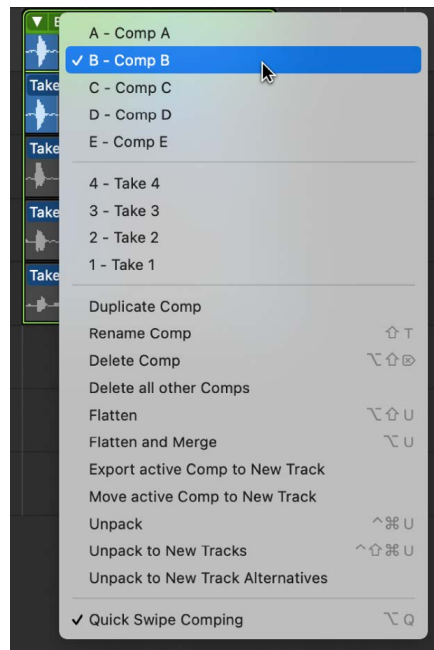 B
A - Comp A
✓ B - Comp B
Take
C - Comp C
D - Comp D
E - Comp E
Take
4 - Take 4
Take
3 - Take 3
2 - Take 2
1 - Take 1
Take
Duplicate Comp
Rename Comp ⇧ T
Delete Comp ⌥ ⇧ ⌦
Delete all other Comps
Flatten ⌥ ⇧ U
Flatten and Merge ⌥ U
Export active Comp to New Track
Move active Comp to New Track
Unpack ^ ⌘ U
Unpack to New Tracks ^ ⇧ ⌘ U
Unpack to New Track Alternatives
✓ Quick Swipe Comping ⌥ Q